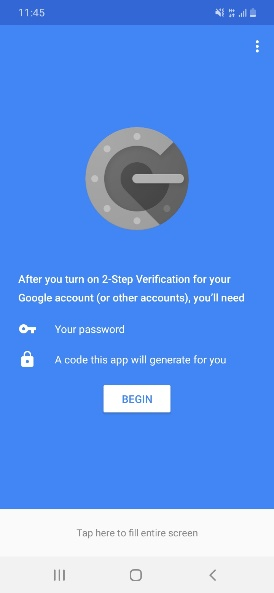 11:45
After you turn on 2-Step Verification for your
Google account (or other accounts), you'll need
Your password
A code this app will generate for you
BEGIN
Tap here to fill entire screen